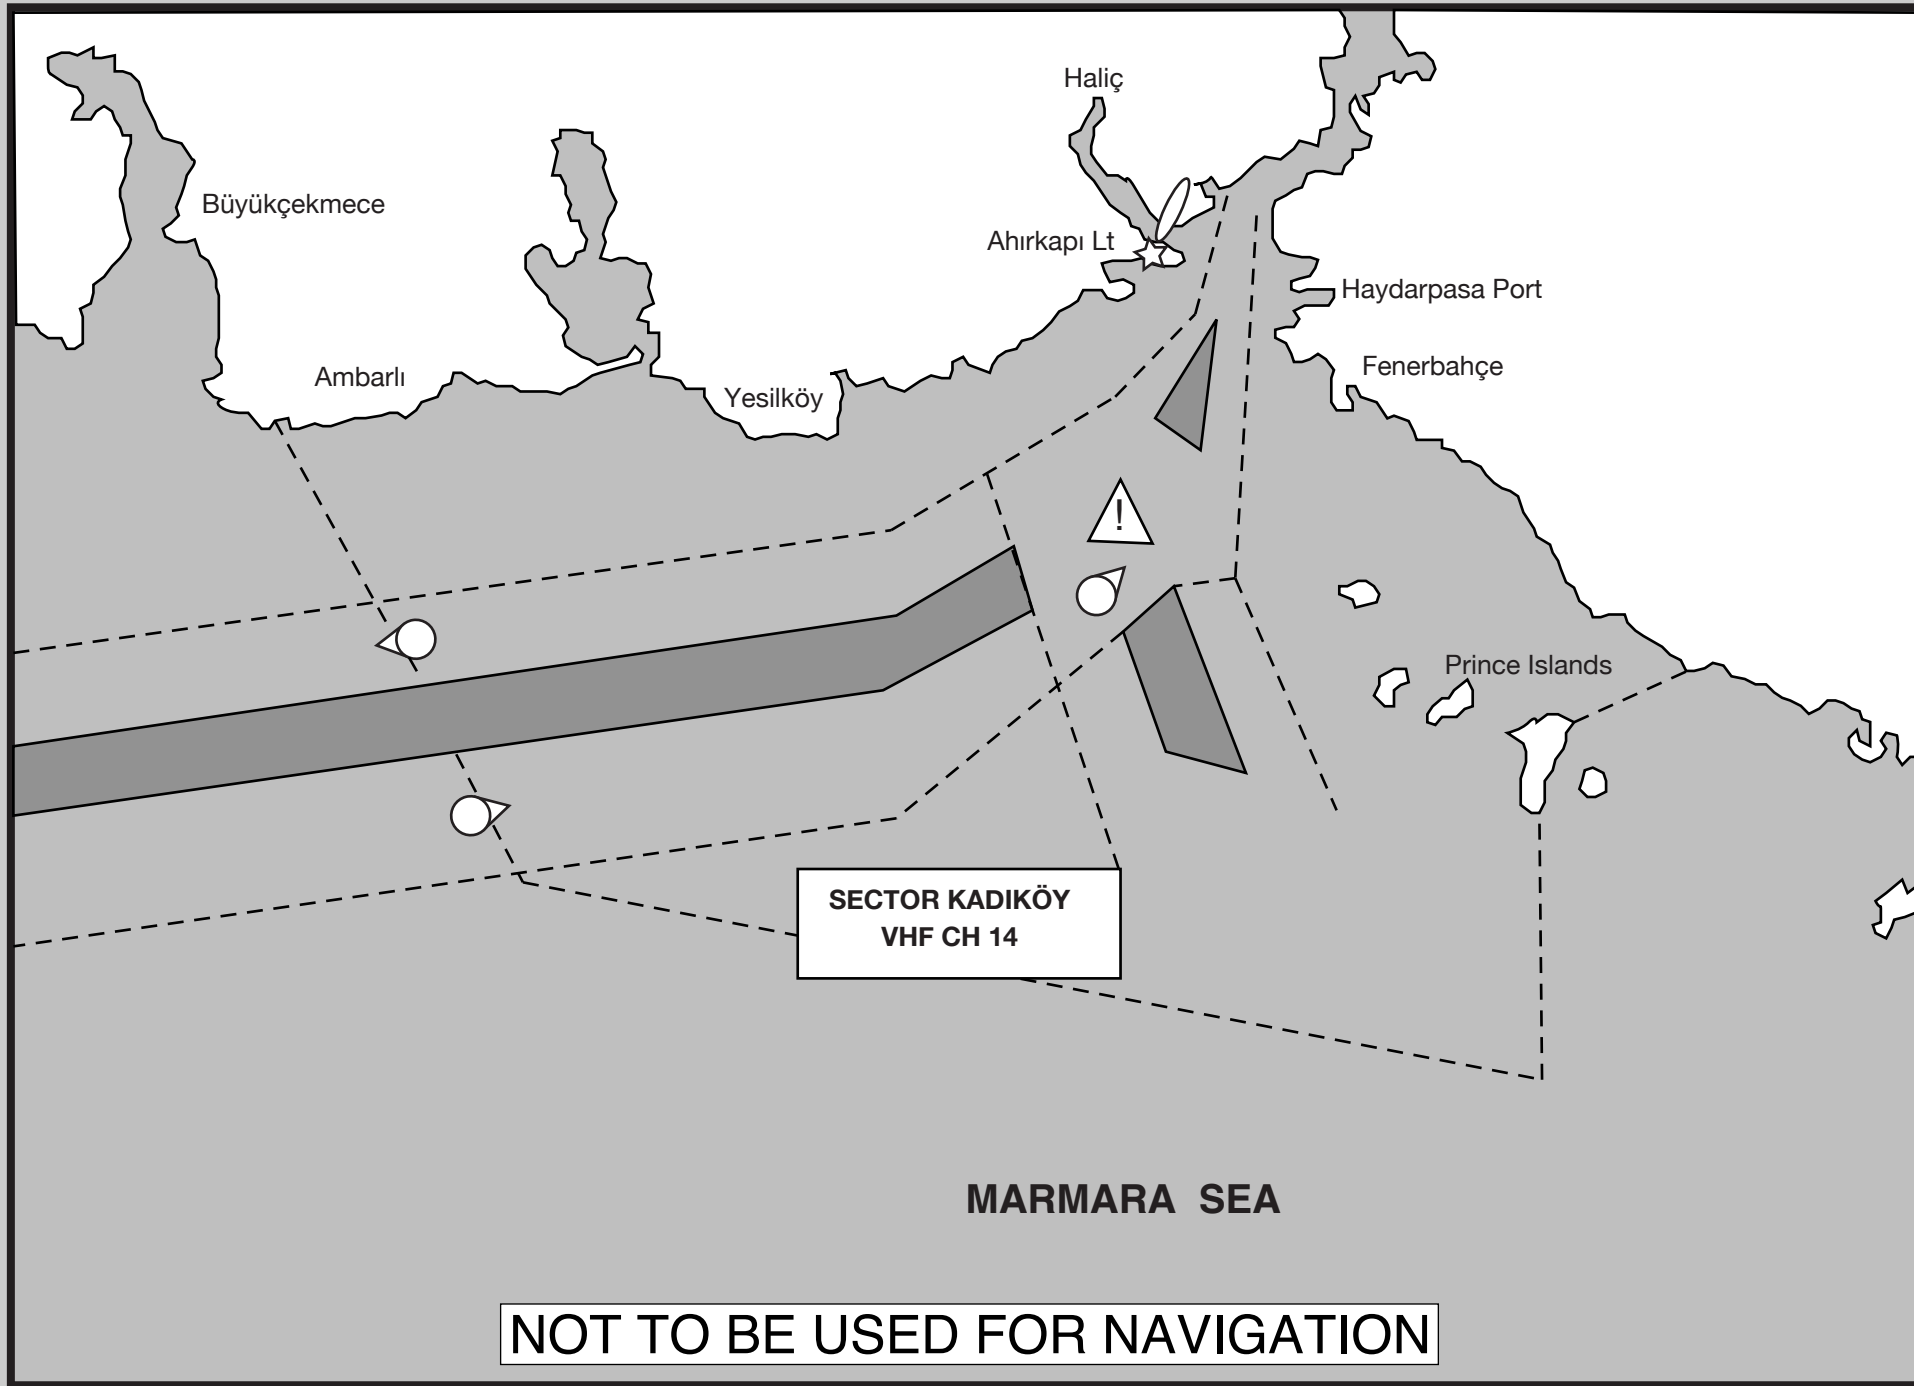 Haliç
Büyükçekmece
Ahırkapı Lt
Haydarpasa Port
Fenerbahçe
Ambarlı
Yesilköy
!
Prince Islands
SECTOR KADIKÖY
VHF CH 14
MARMARA SEA
NOT TO BE USED FOR NAVIGATION